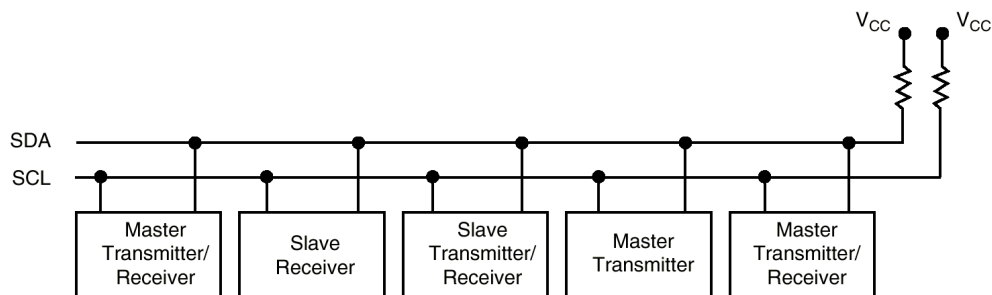 VCC VCC
SDA
SCL
Master
Transmitter/
Receiver
Slave
Receiver
Slave
Transmitter/
Receiver
Master
Transmitter
Master
Transmitter/
Receiver